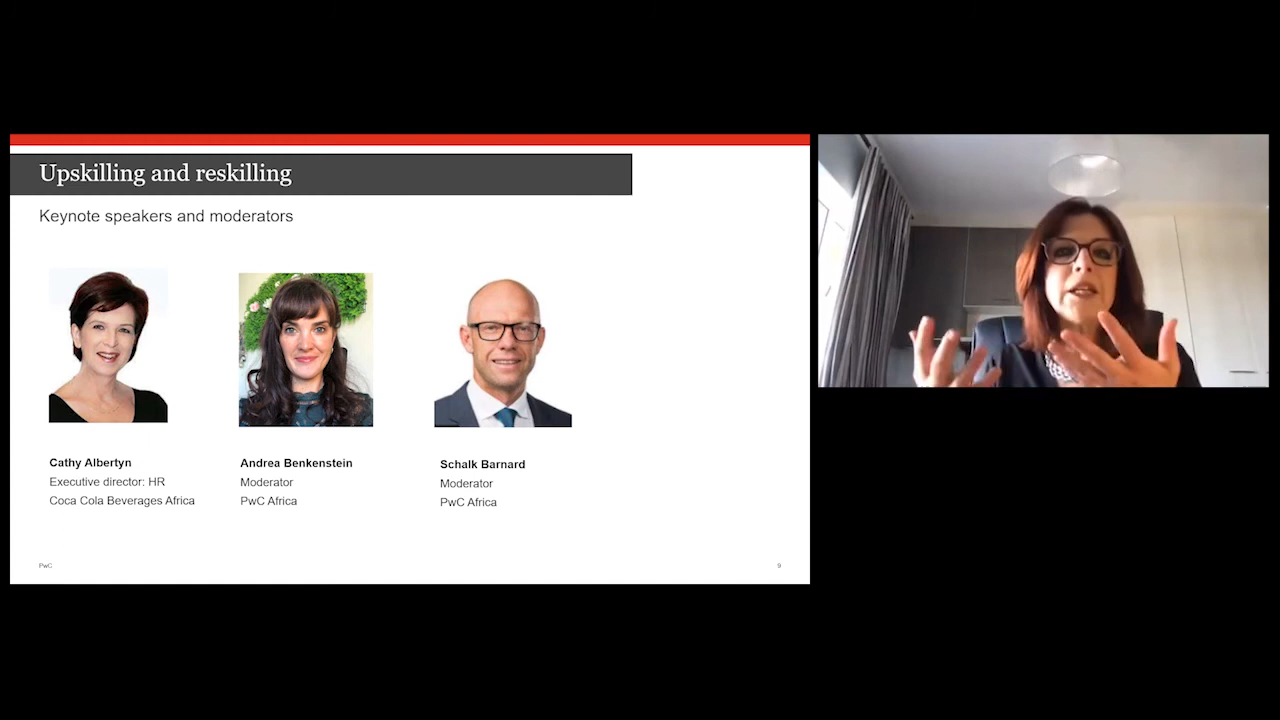 Upskilling and reskilling
Keynote speakers and moderators
Cathy Albertyn
Executive director: HR
Coca Cola Beverages Africa
Andrea Benkenstein
Moderator
PwC Africa
Schalk Barnard
Moderator
PwC Africa
PwC
9